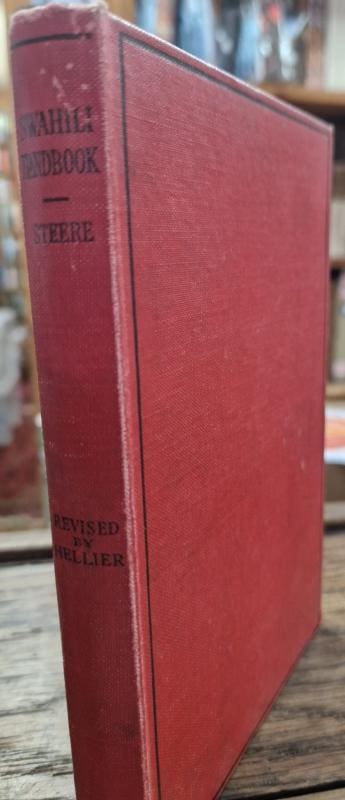 SWAHILI
HANDBOOK
STEERE
REVISED
BY
HELLIER